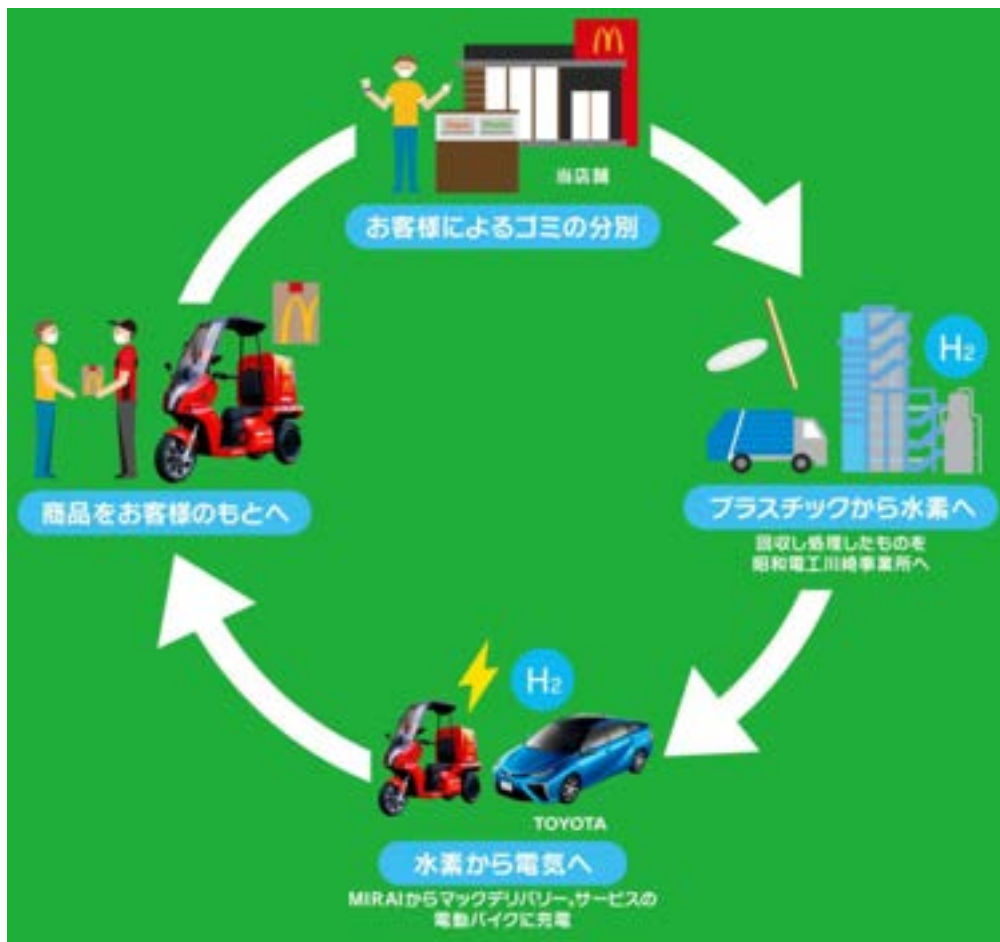 当店舗
お客様によるゴミの分別
H2
プラスチックから水素へ
回収し処理したものを
昭和電工川崎事業所へ
H2
TOYOTA
水素から電気へ
MIRAIからマックデリバリー®サービスの
電動バイクに充電
商品をお客様のもとへ